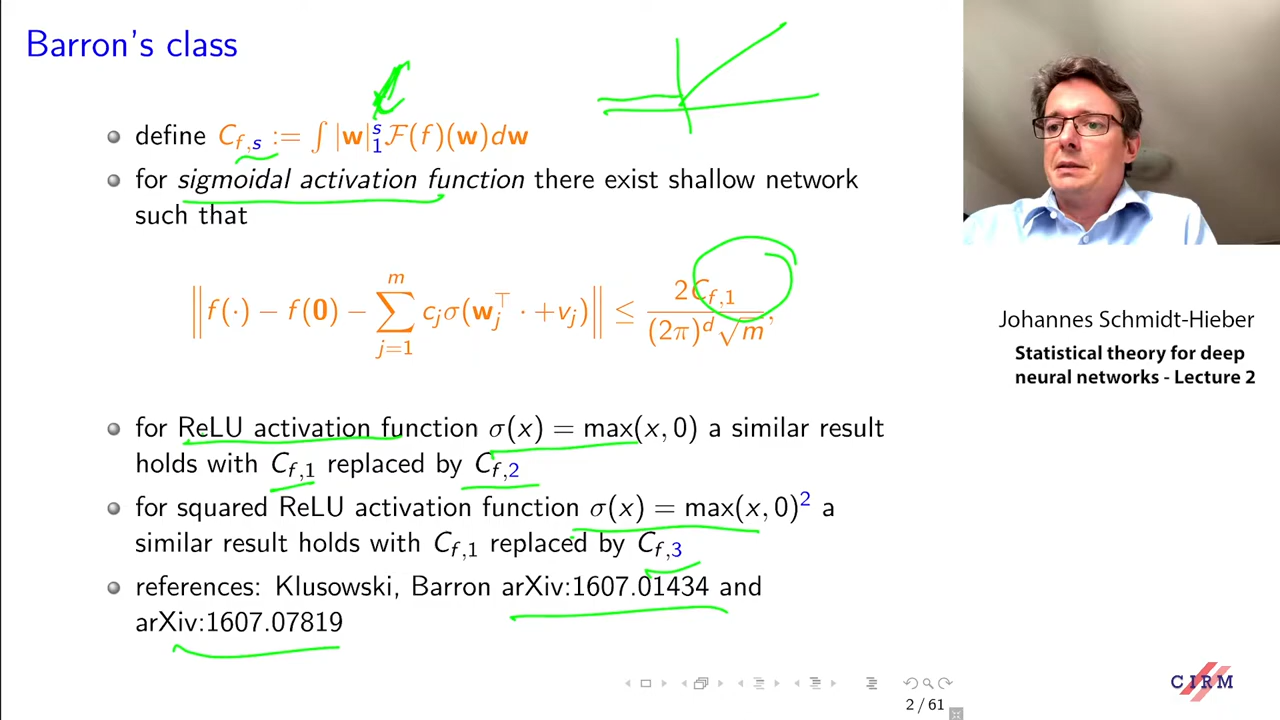 Barron's class
define C_{f,s} := ∫ |w|_1^s F(f)(w)dw
for sigmoidal activation function there exist shallow network
such that
‖f(·) − f(0) − ∑_{j=1}^{m} c_jσ(w_j^⊤ · +v_j)‖ ≤ 2C_{f,1} / (2π)^d √m,
for ReLU activation function σ(x) = max(x, 0) a similar result
holds with C_{f,1} replaced by C_{f,2}
for squared ReLU activation function σ(x) = max(x, 0)^2 a
similar result holds with C_{f,1} replaced by C_{f,3}
references: Klusowski, Barron arXiv:1607.01434 and
arXiv:1607.07819
2 / 61
Johannes Schmidt-Hieber
Statistical theory for deep
neural networks - Lecture 2
CIRM